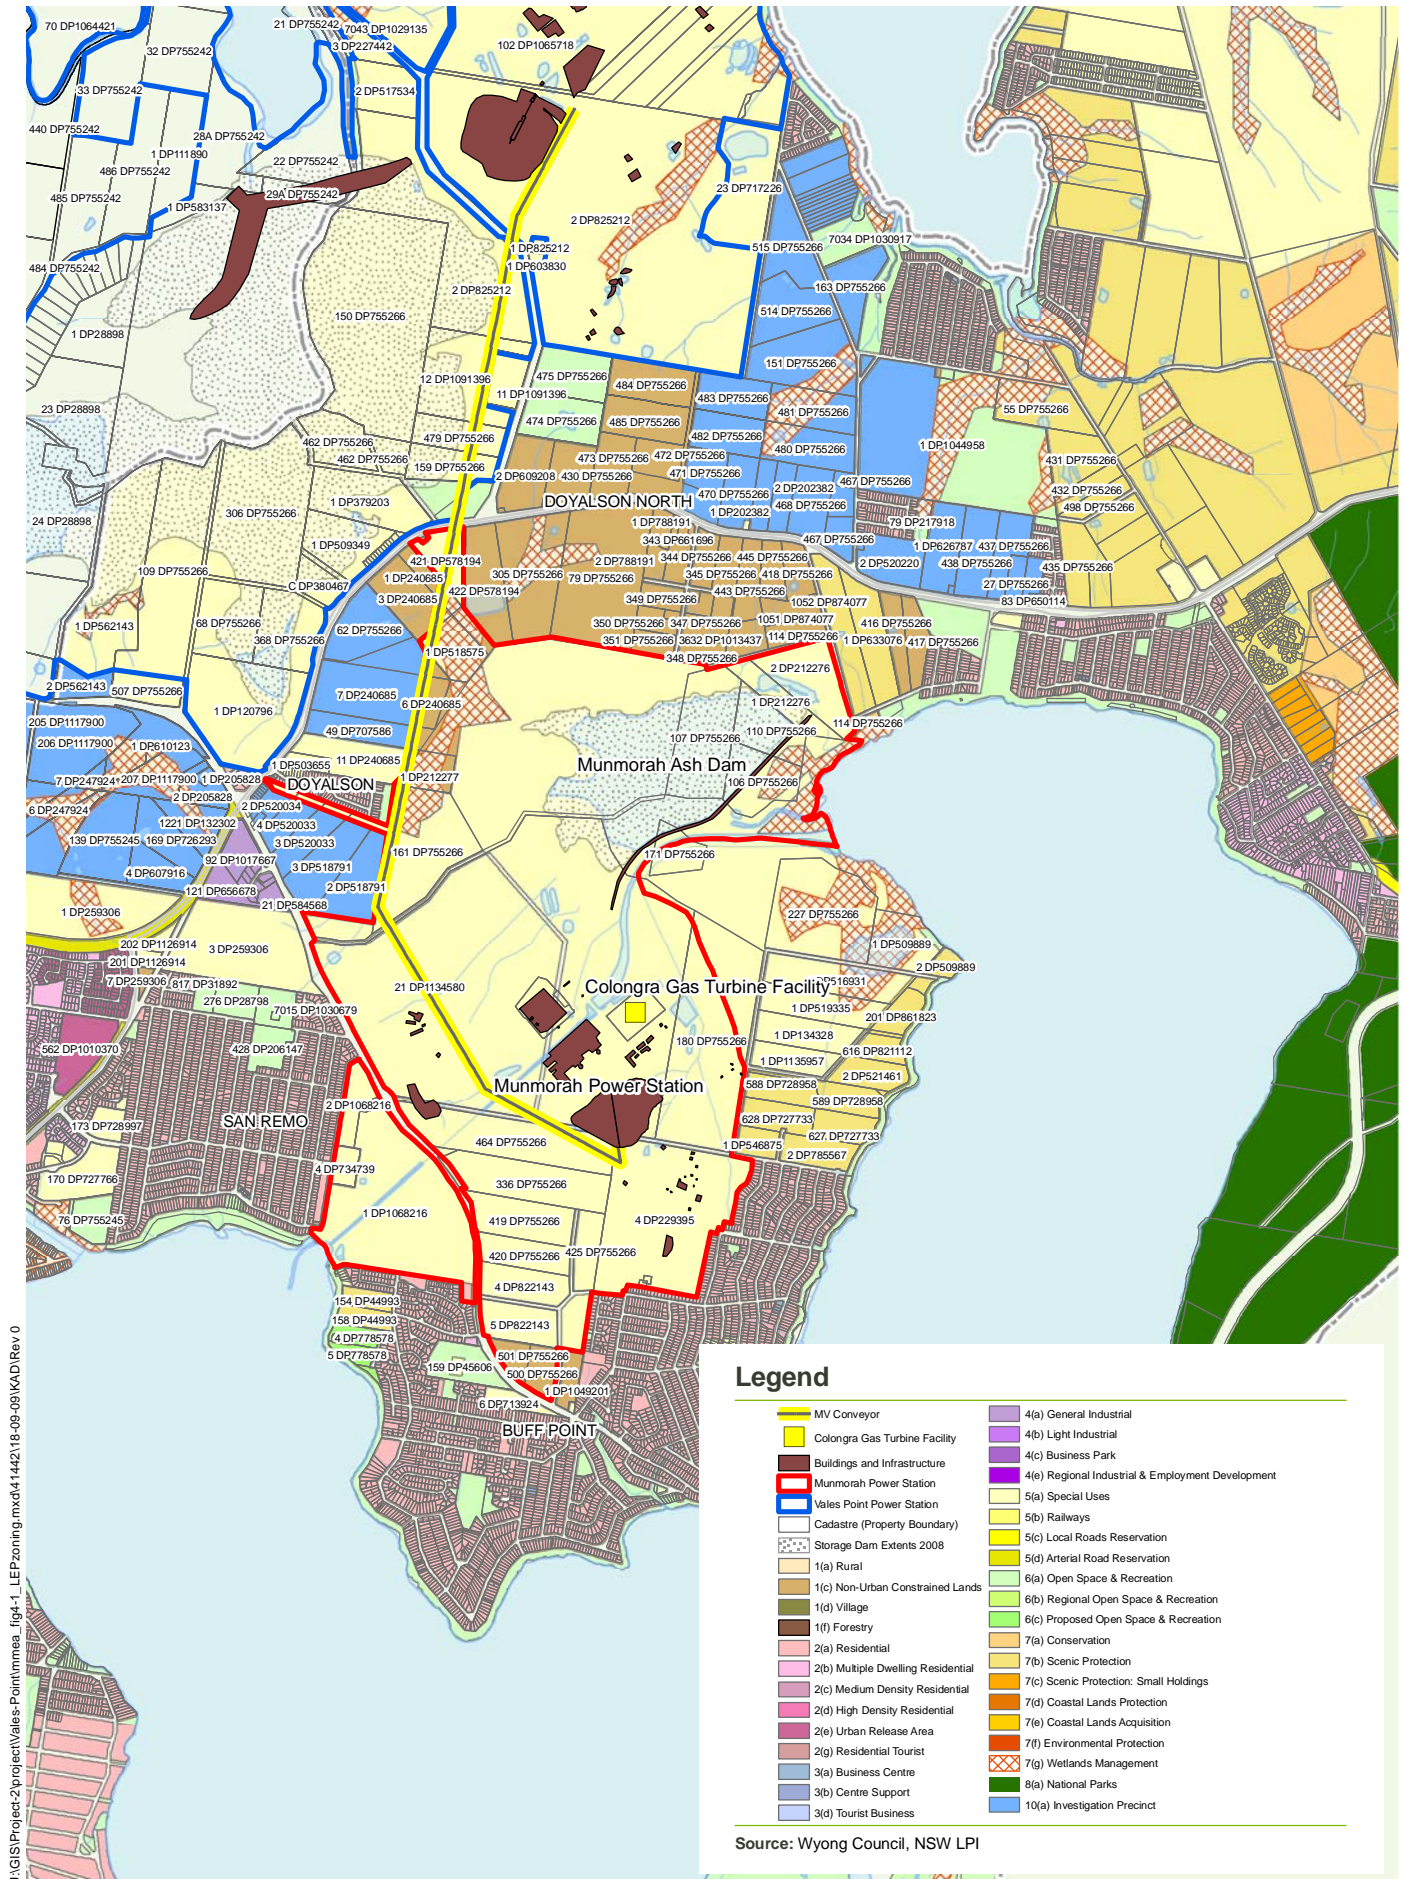 70 DP1064421
21 DP755242
7043 DP1029135
32 DP755242
3 DP227442
102 DP1065718
33 DP755242
2 DP517534
440 DP755242
28A DP755242
1 DP111890
22 DP755242
486 DP755242
485 DP755242
29A DP755242
23 DP717226
1 DP583137
2 DP825212
7034 DP1030917
1 DP825212
515 DP755266
484 DP755242
1 DP603830
163 DP755266
2 DP825212
514 DP755266
150 DP755266
1 DP28898
151 DP755266
475 DP755266
12 DP1091396
484 DP755266
11 DP1091396
483 DP755266
23 DP28898
481 DP755266
55 DP755266
474 DP755266
485 DP755266
479 DP755266
482 DP755266
462 DP755266
480 DP755266
1 DP1044958
462 DP755266
473 DP755266
472 DP755266
431 DP755266
159 DP755266
2 DP609208
430 DP755266
471 DP755266
467 DP755266
2 DP202382
432 DP755266
1 DP379203
DOYALSON NORTH
470 DP755266
468 DP755266
498 DP755266
306 DP755266
1 DP202382
24 DP28898
1 DP788191
79 DP217918
343 DP661696
467 DP755266
1 DP509349
1 DP626787
437 DP755266
421 DP578194
2 DP788191
344 DP755266
445 DP755266
2 DP520220
438 DP755266
435 DP755266
109 DP755266
1 DP240685
305 DP755266
79 DP755266
345 DP755266
418 DP755266
C DP380467
27 DP755266
422 DP578194
443 DP755266
3 DP240685
349 DP755266
1052 DP874077
83 DP650114
1 DP562143
68 DP755266
62 DP755266
350 DP755266
347 DP755266
1051 DP874077
416 DP755266
368 DP755266
351 DP755266
3632 DP1013437
114 DP755266
1 DP633076
417 DP755266
1 DP518575
348 DP755266
2 DP212276
2 DP562143
507 DP755266
7 DP240685
1 DP120796
6 DP240685
1 DP212276
205 DP1117900
49 DP707586
114 DP755266
206 DP1117900
1 DP610123
107 DP755266
110 DP755266
11 DP240685
1 DP503655
Munmorah Ash Dam
7 DP247924
207 DP1117900
1 DP205828
DOYALSON
1 DP212277
106 DP755266
2 DP205828
6 DP247924
2 DP520034
1221 DP132302
4 DP520033
139 DP755245
169 DP726293
3 DP520033
161 DP755266
171 DP755266
92 DP1017667
3 DP518791
4 DP607916
121 DP656678
2 DP518791
1 DP259306
21 DP584568
227 DP755266
202 DP1126914
3 DP259306
1 DP509889
201 DP1126914
2 DP509889
7 DP259306
817 DP31892
21 DP1134580
Colongra Gas Turbine Facility
DP516931
276 DP28798
7015 DP1030679
1 DP519335
201 DP861823
562 DP1010370
428 DP206147
180 DP755266
1 DP134328
616 DP821112
1 DP1135957
2 DP521461
Munmorah Power Station
588 DP728958
589 DP728958
2 DP1068216
SAN REMO
628 DP727733
173 DP728997
464 DP755266
627 DP727733
1 DP546875
2 DP785567
4 DP734739
170 DP727766
336 DP755266
1 DP1068216
419 DP755266
4 DP229395
76 DP755245
420 DP755266
425 DP755266
4 DP822143
154 DP44993
158 DP44993
5 DP822143
4 DP778578
5 DP778578
501 DP755266
159 DP45606
500 DP755266
1 DP1049201
6 DP713924
BUFF POINT
Legend
MV Conveyor
Colongra Gas Turbine Facility
Buildings and Infrastructure
Munmorah Power Station
Vales Point Power Station
Cadastre (Property Boundary)
Storage Dam Extents 2008
1(a) Rural
1(c) Non-Urban Constrained Lands
1(d) Village
1(f) Forestry
2(a) Residential
2(b) Multiple Dwelling Residential
2(c) Medium Density Residential
2(d) High Density Residential
2(e) Urban Release Area
2(g) Residential Tourist
3(a) Business Centre
3(b) Centre Support
3(d) Tourist Business
4(a) General Industrial
4(b) Light Industrial
4(c) Business Park
4(e) Regional Industrial & Employment Development
5(a) Special Uses
5(b) Railways
5(c) Local Roads Reservation
5(d) Arterial Road Reservation
6(a) Open Space & Recreation
6(b) Regional Open Space & Recreation
6(c) Proposed Open Space & Recreation
7(a) Conservation
7(b) Scenic Protection
7(c) Scenic Protection: Small Holdings
7(d) Coastal Lands Protection
7(e) Coastal Lands Acquisition
7(f) Environmental Protection
7(g) Wetlands Management
8(a) National Parks
10(a) Investigation Precinct
Source: Wyong Council, NSW LPI
J:\GIS\Project-2\project\Vales-Point\mmea_fig4-1_LEPzoning.mxd\41442\18-09-09\KAD\Rev 0